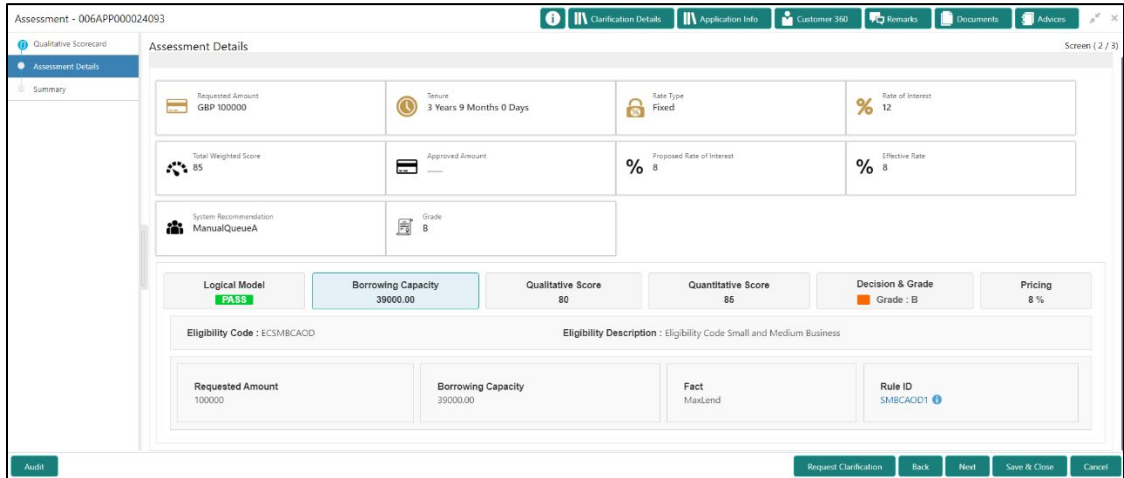 Assessment - 006APP000024093
Clarification Details
Application Info
Customer 360
Remarks
Documents
Advices
Qualitative Scorecard
Assessment Details
Summary
Assessment Details
Screen ( 2 / 3)
Requested Amount
GBP 100000
Tenure
3 Years 9 Months 0 Days
Rate Type
Fixed
Rate of Interest
12
Total Weighted Score
85
Approved Amount
Proposed Rate of Interest
8
Effective Rate
8
System Recommendation
ManualQueueA
Grade
B
Logical Model
PASS
Borrowing Capacity
39000.00
Qualitative Score
80
Quantitative Score
85
Decision & Grade
Grade : B
Pricing
8 %
Eligibility Code : ECSMBCAOD
Eligibility Description : Eligibility Code Small and Medium Business
Requested Amount
100000
Borrowing Capacity
39000.00
Fact
MaxLend
Rule ID
SMBCAOD1
Audit
Request Clarification
Back
Next
Save & Close
Cancel